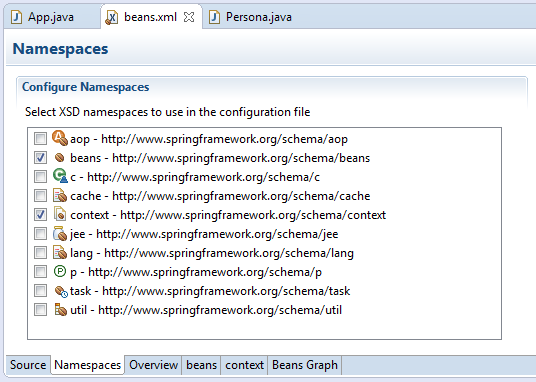 App.java beans.xml Persona.java
Namespaces
Configure Namespaces
Select XSD namespaces to use in the configuration file
aop - http://www.springframework.org/schema/aop
beans - http://www.springframework.org/schema/beans
c - http://www.springframework.org/schema/c
cache - http://www.springframework.org/schema/cache
context - http://www.springframework.org/schema/context
jee - http://www.springframework.org/schema/jee
lang - http://www.springframework.org/schema/lang
p - http://www.springframework.org/schema/p
task - http://www.springframework.org/schema/task
util - http://www.springframework.org/schema/util
Source Namespaces Overview beans context Beans Graph